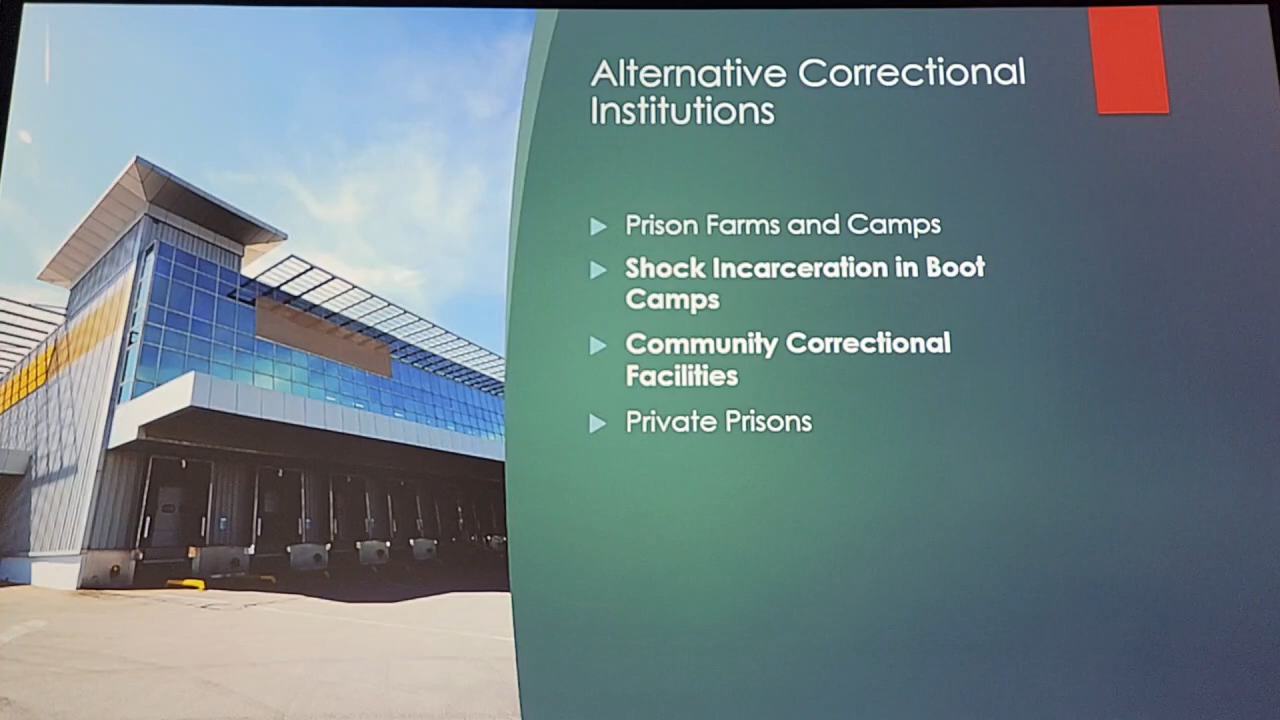 Alternative Correctional
Institutions
Prison Farms and Camps
Shock Incarceration in Boot
Camps
Community Correctional
Facilities
Private Prisons